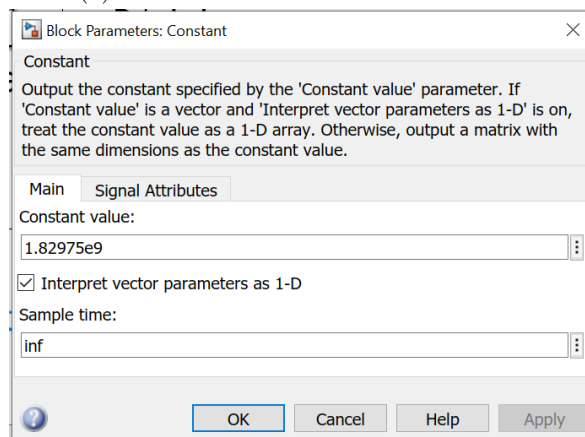 Block Parameters: Constant
Constant
Output the constant specified by the 'Constant value' parameter. If
'Constant value' is a vector and 'Interpret vector parameters as 1-D' is on,
treat the constant value as a 1-D array. Otherwise, output a matrix with
the same dimensions as the constant value.
Main Signal Attributes
Constant value:
1.82975e9
Interpret vector parameters as 1-D
Sample time:
inf
OK Cancel Help Apply